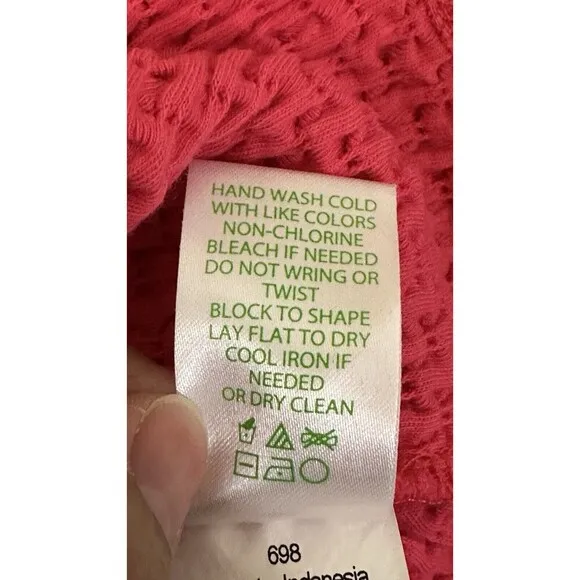 HAND WASH COLD
WITH LIKE COLORS
NON-CHLORINE
BLEACH IF NEEDED
DO NOT WRING OR
TWIST
BLOCK TO SHAPE
LAY FLAT TO DRY
COOL IRON IF
NEEDED
OR DRY CLEAN
698
Indonesia